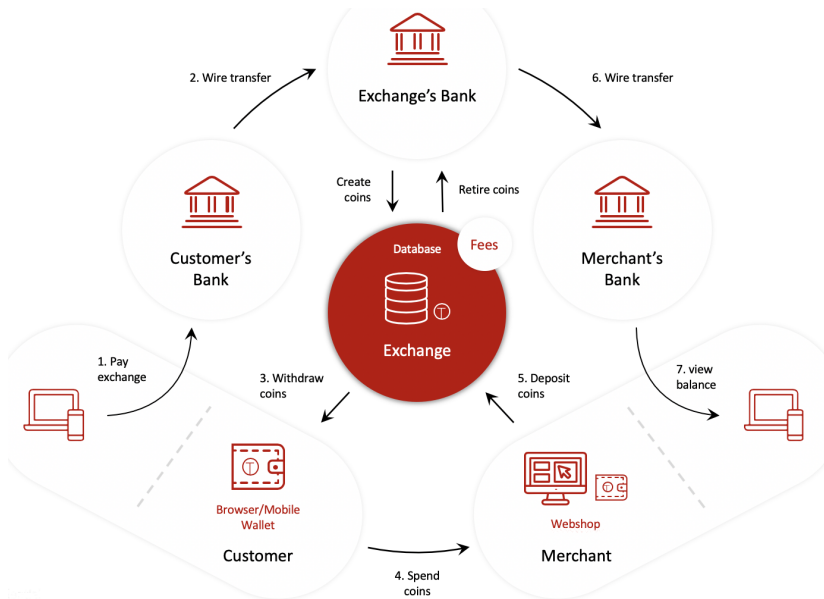 2. Wire transfer
Exchange's Bank
6. Wire transfer
Create
coins
Retire coins
Customer's
Bank
Database
Fees
Merchant's
Bank
Exchange
1. Pay
exchange
3. Withdraw
coins
5. Deposit
coins
7. view
balance
Browser/Mobile
Wallet
Webshop
Customer
Merchant
4. Spend
coins